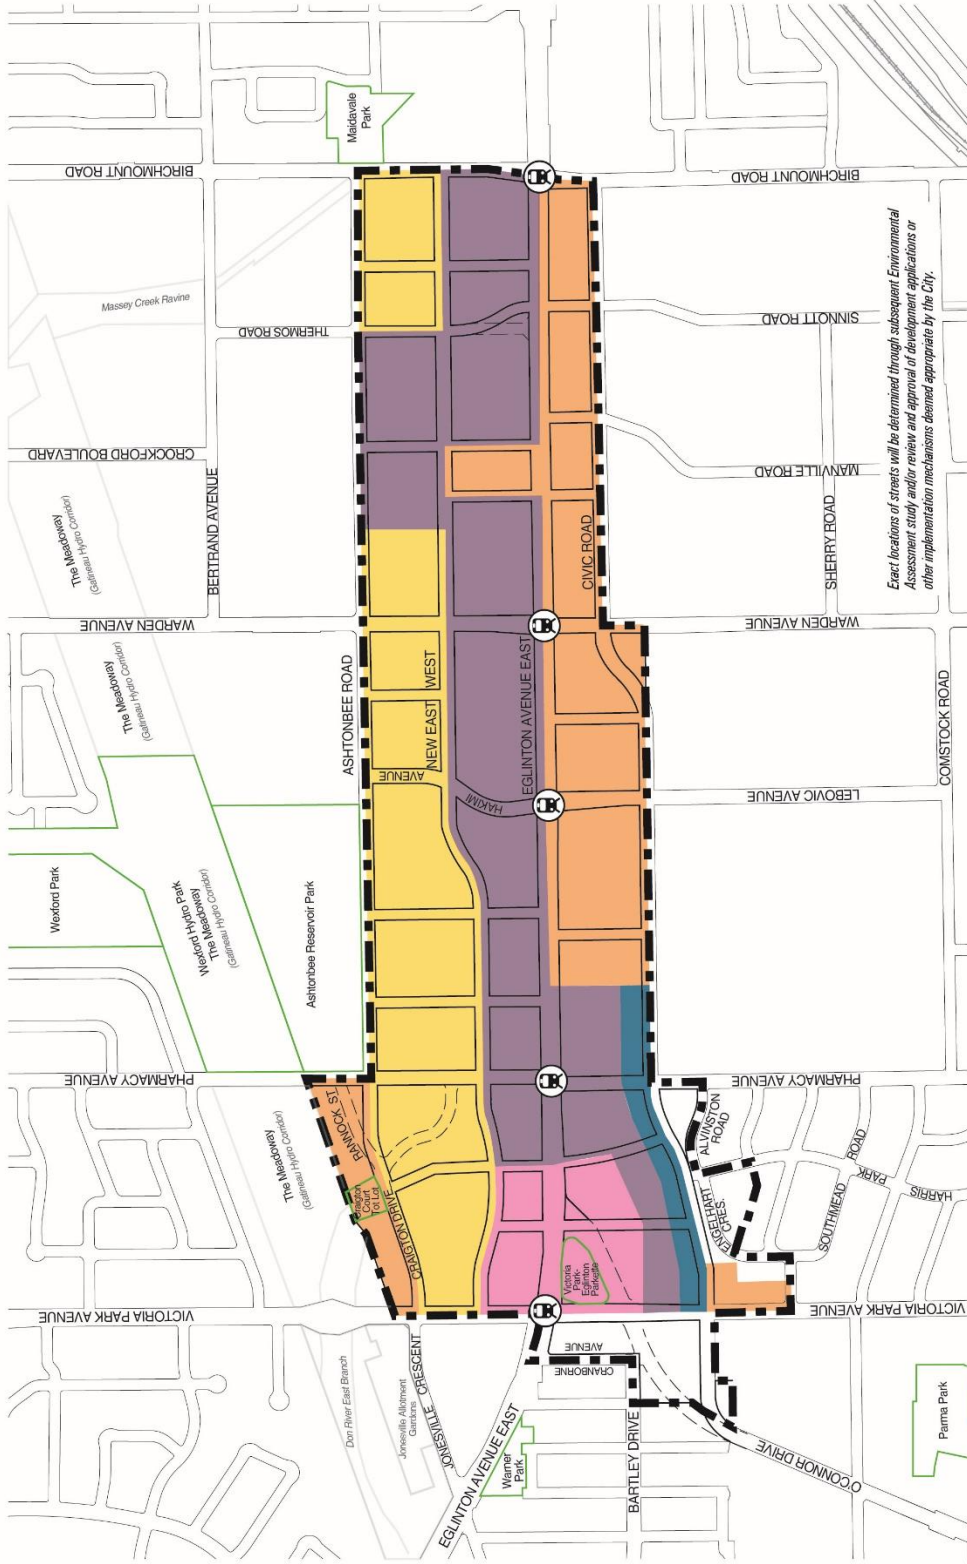 Wexford Park
Wexford Hydro Park
The Meadoway
(Gatineau Hydro Corridor)
Ashtonbee Reservoir Park
The Meadoway
(Gatineau Hydro Corridor)
The Meadoway
(Gatineau Hydro Corridor)
The Meadoway
(Gatineau Hydro Corridor)
Massey Creek Ravine
Maidavale
Park
VICTORIA PARK AVENUE
PHARMACY AVENUE
WARDEN AVENUE
CROCKFORD BOULEVARD
BIRCHMOUNT ROAD
BERTRAND AVENUE
THERMOS ROAD
ASHTONBEE ROAD
RANNOCK ST
Craigton
Court
Tot Lot
CRAIGTON DRIVE
NEW EAST WEST
HAKIMI
AVENUE
EGLINTON AVENUE EAST
CIVIC ROAD
Victoria
Park-
Eglinton
Parkette
Don River East Branch
Jonesville Allotment
Gardens
JONESVILLE CRESCENT
EGLINTON AVENUE EAST
Warner
Park
CRANBORNE
AVENUE
BARTLEY DRIVE
O'CONNOR DRIVE
Parma Park
VICTORIA PARK AVENUE
ENGELHART
CRES.
ALVINSTON
ROAD
SOUTHMEAD
ROAD
HARRIS
PARK
PHARMACY AVENUE
LEBOVIC AVENUE
COMSTOCK ROAD
WARDEN AVENUE
SHERRY ROAD
MANVILLE ROAD
SINNOTT ROAD
BIRCHMOUNT ROAD
Exact locations of streets will be determined through subsequent Environmental
Assessment study and/or review and approval of development applications or
other implementation mechanisms deemed appropriate by the City.